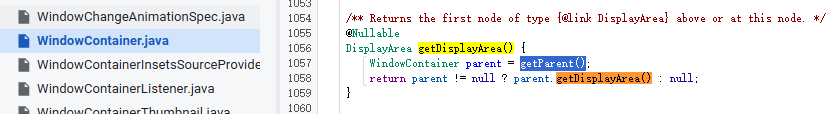 WindowChangeAnimationSpec.java
WindowContainer.java
WindowContainerInsetsSourceProvide
WindowContainerListener.java
WindowContainerThumbnail.java
1053
1054 /** Returns the first node of type {@link DisplayArea} above or at this node. */
1055 @Nullable
1056 DisplayArea getDisplayArea() {
1057 WindowContainer parent = getParent();
1058 return parent != null ? parent.getDisplayArea() : null;
1059 }
1060